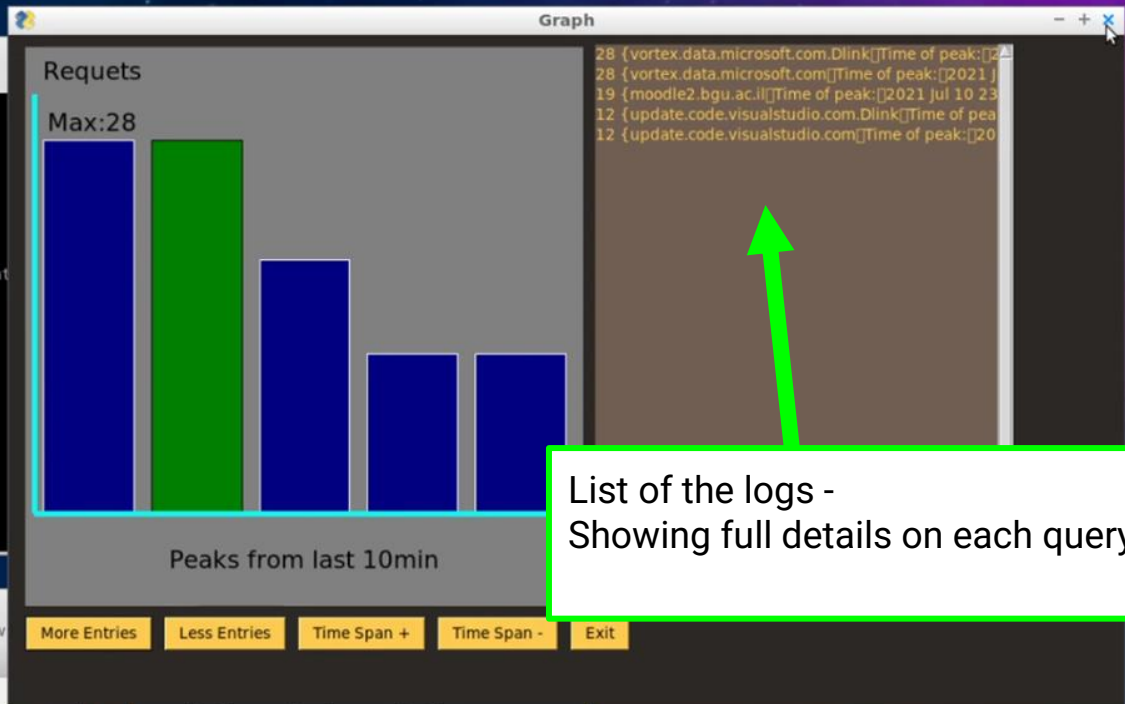 Graph
Requets
Max:28
Peaks from last 10min
28 {vortex.data.microsoft.com.Dlink▯Time of peak:▯2
28 {vortex.data.microsoft.com▯Time of peak:▯2021 J
19 {moodle2.bgu.ac.il▯Time of peak:▯2021 Jul 10 23
12 {update.code.visualstudio.com.Dlink▯Time of pea
12 {update.code.visualstudio.com▯Time of peak:▯20
List of the logs -
Showing full details on each query
More Entries Less Entries Time Span + Time Span - Exit